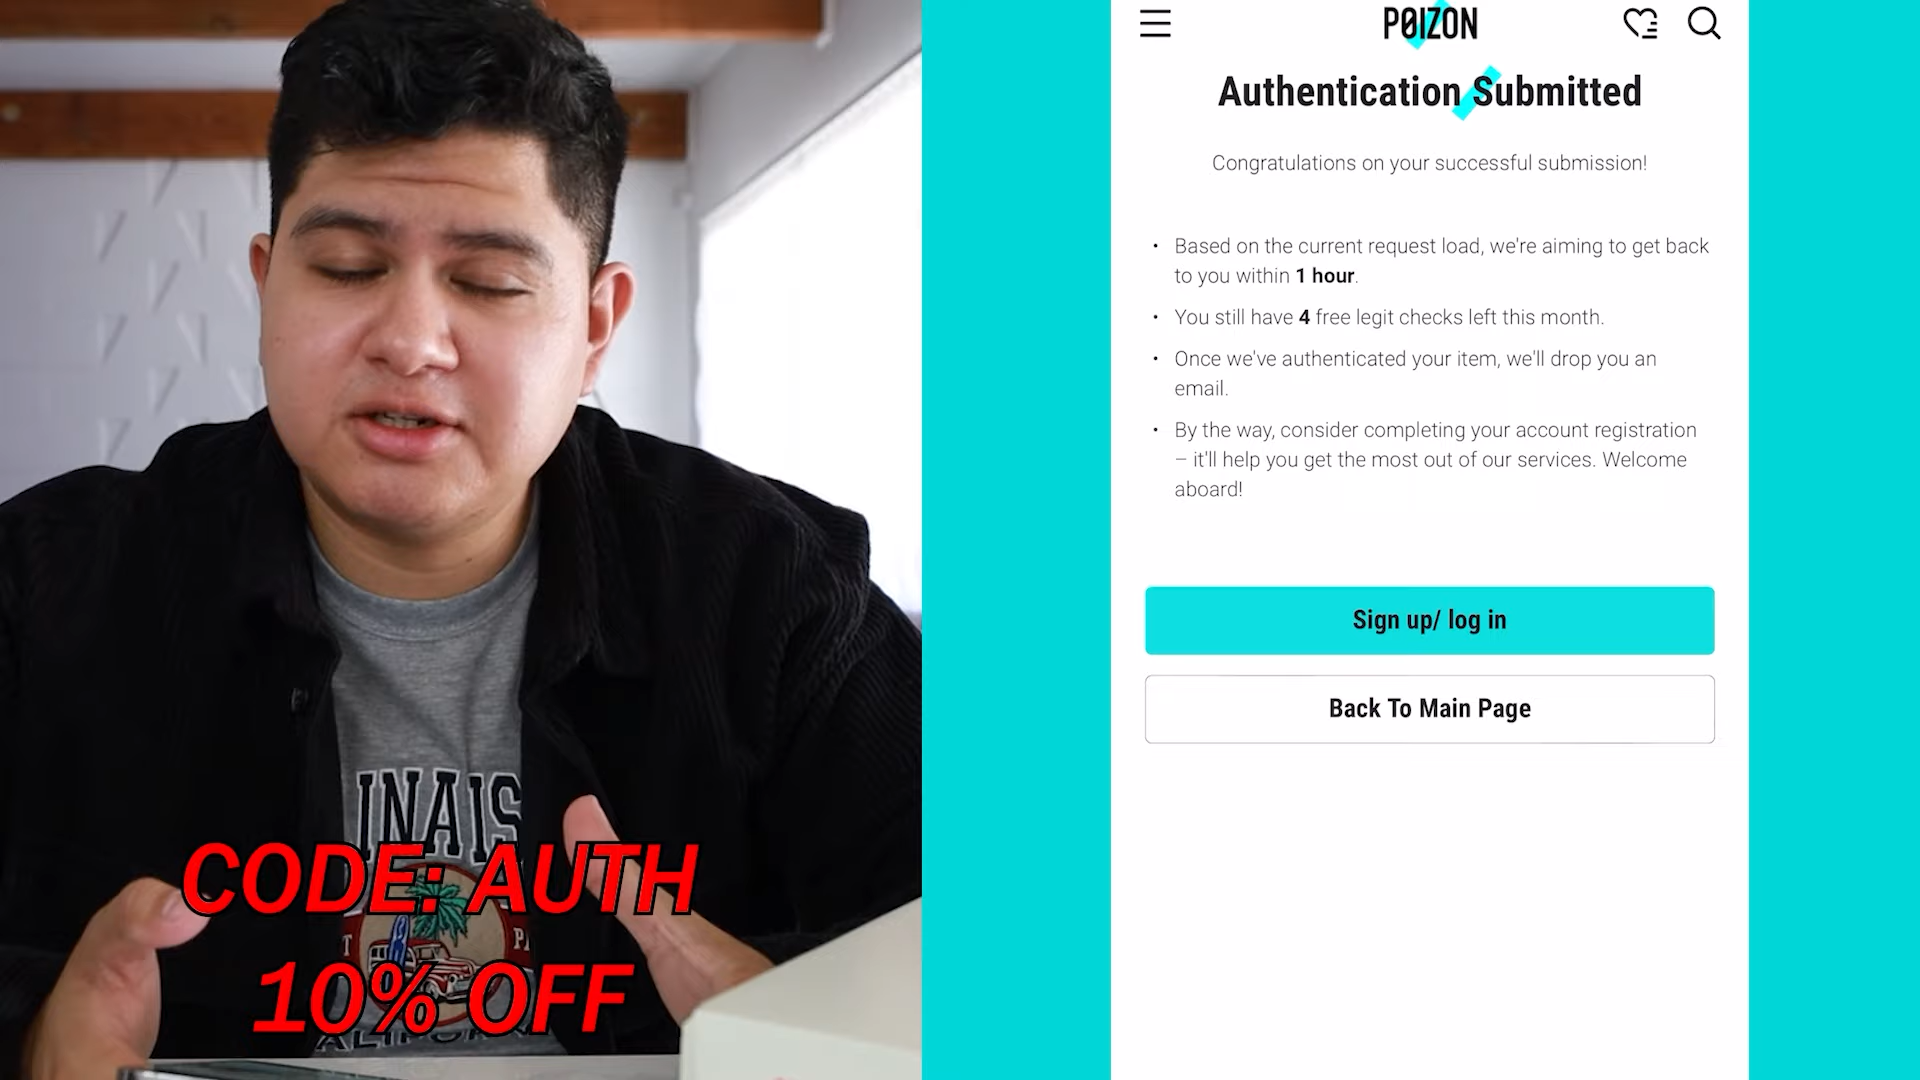 INAIS
CODE: AUTH
10% OFF
POIZON
Authentication Submitted
Congratulations on your successful submission!
• Based on the current request load, we're aiming to get back
to you within 1 hour.
• You still have 4 free legit checks left this month.
• Once we've authenticated your item, we'll drop you an
email.
• By the way, consider completing your account registration
– it'll help you get the most out of our services. Welcome
aboard!
Sign up/ log in
Back To Main Page